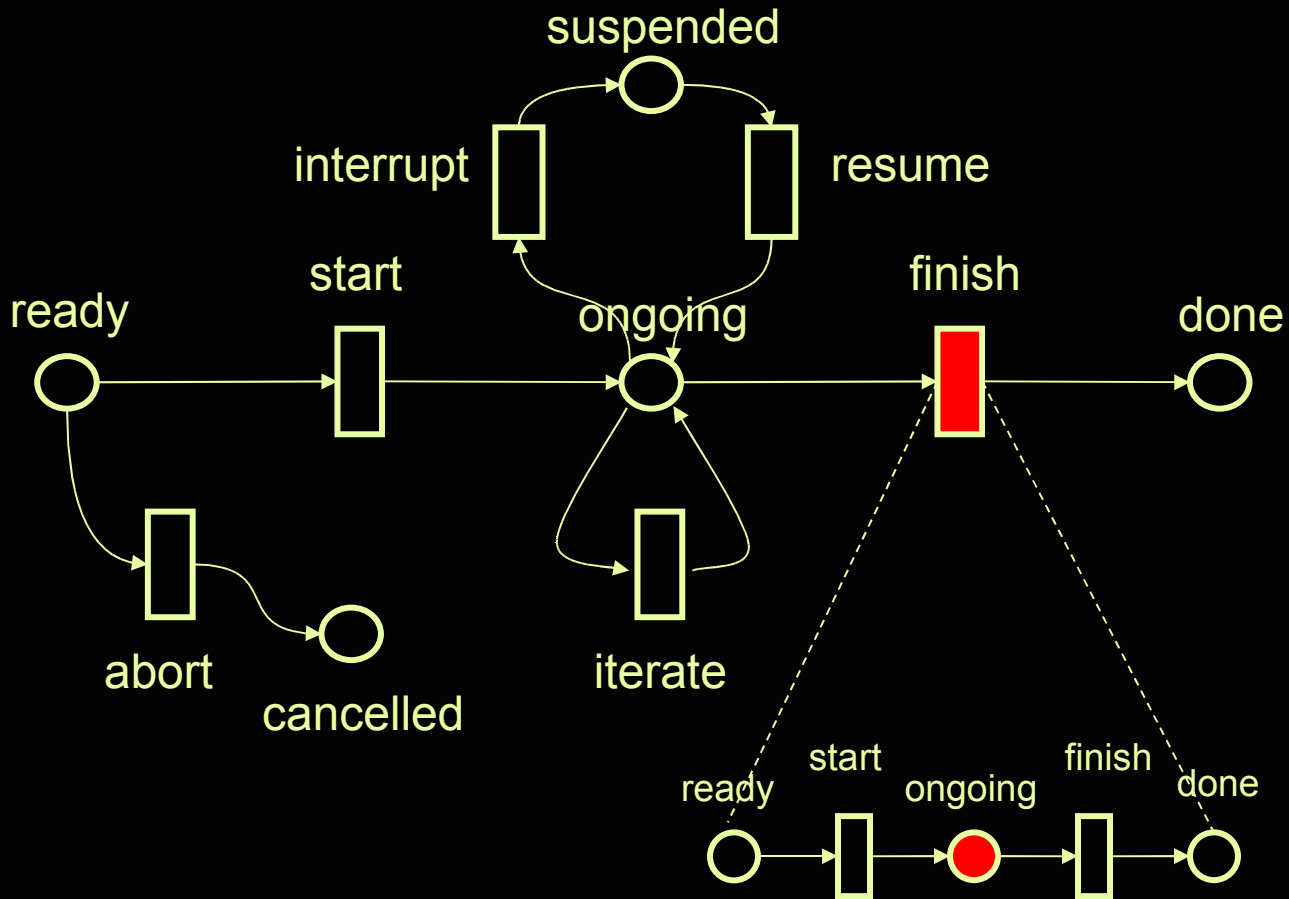 suspended
interrupt
resume
start
finish
ready
ongoing
done
abort
iterate
cancelled
start
finish
ready
ongoing
done